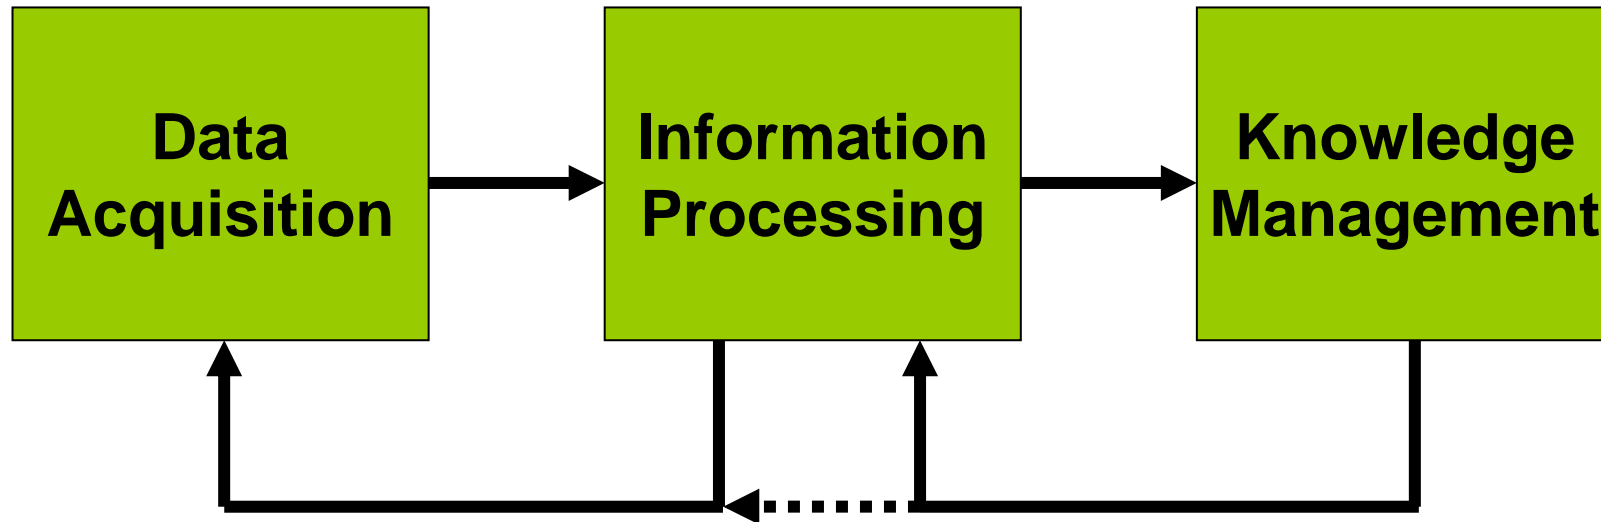 Data
Acquisition
Information
Processing
Knowledge
Management